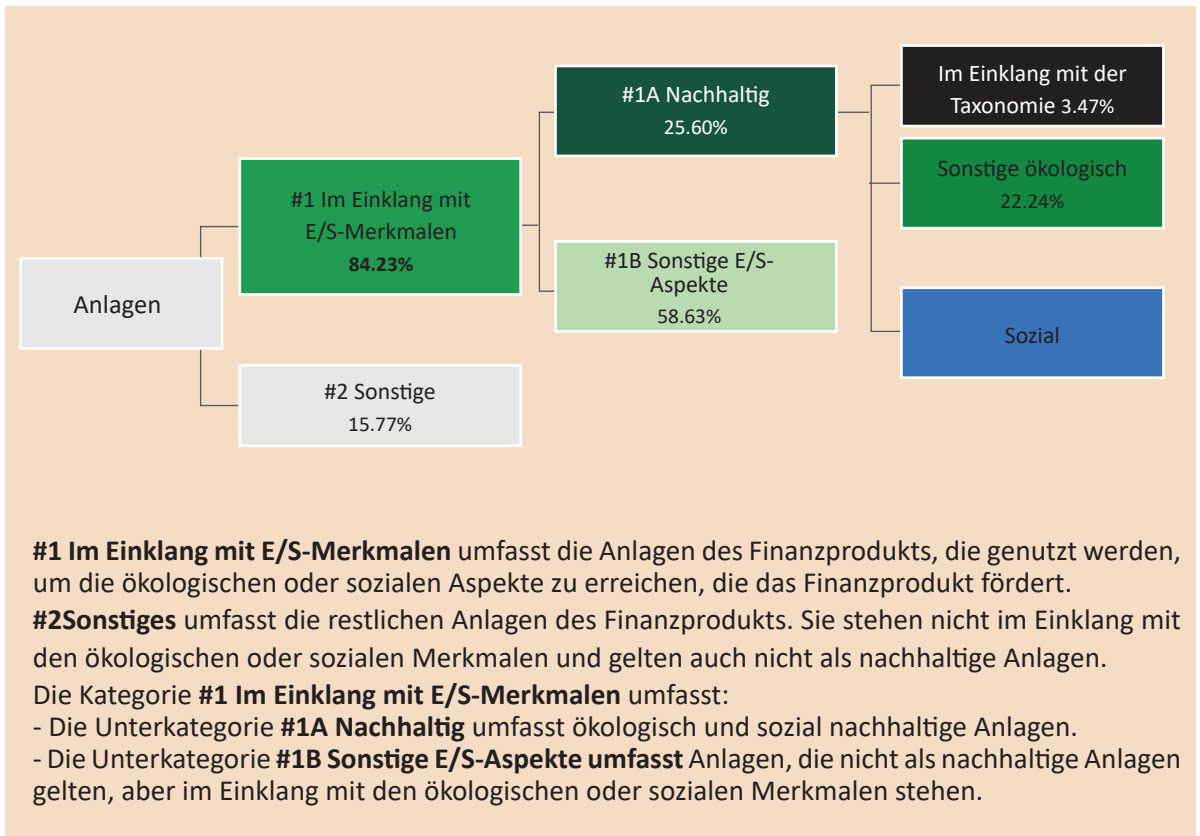 Anlagen
#1 Im Einklang mit
E/S-Merkmalen
84.23%
#2 Sonstige
15.77%
#1A Nachhaltig
25.60%
#1B Sonstige E/S-
Aspekte
58.63%
Im Einklang mit der
Taxonomie 3.47%
Sonstige ökologisch
22.24%
Sozial
#1 Im Einklang mit E/S-Merkmalen umfasst die Anlagen des Finanzprodukts, die genutzt werden,
um die ökologischen oder sozialen Aspekte zu erreichen, die das Finanzprodukt fördert.
#2Sonstiges umfasst die restlichen Anlagen des Finanzprodukts. Sie stehen nicht im Einklang mit
den ökologischen oder sozialen Merkmalen und gelten auch nicht als nachhaltige Anlagen.
Die Kategorie #1 Im Einklang mit E/S-Merkmalen umfasst:
- Die Unterkategorie #1A Nachhaltig umfasst ökologisch und sozial nachhaltige Anlagen.
- Die Unterkategorie #1B Sonstige E/S-Aspekte umfasst Anlagen, die nicht als nachhaltige Anlagen
gelten, aber im Einklang mit den ökologischen oder sozialen Merkmalen stehen.